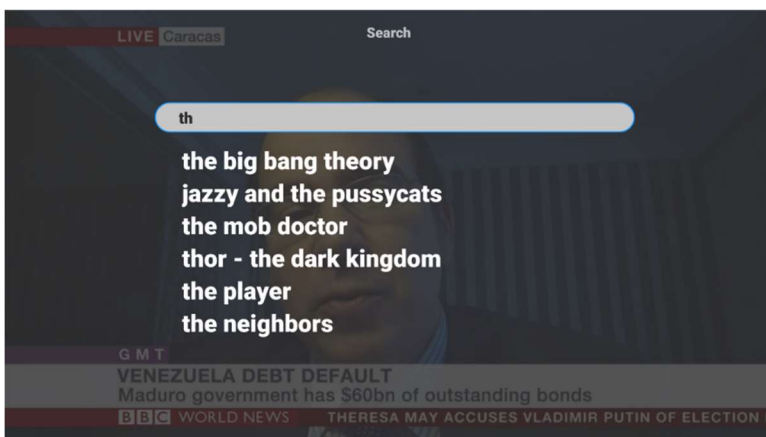 LIVE Caracas
Search
th
the big bang theory
jazzy and the pussycats
the mob doctor
thor - the dark kingdom
the player
the neighbors
GMT
VENEZUELA DEBT DEFAULT
Maduro government has $60bn of outstanding bonds
BBC WORLD NEWS THERESA MAY ACCUSES VLADIMIR PUTIN OF ELECTION